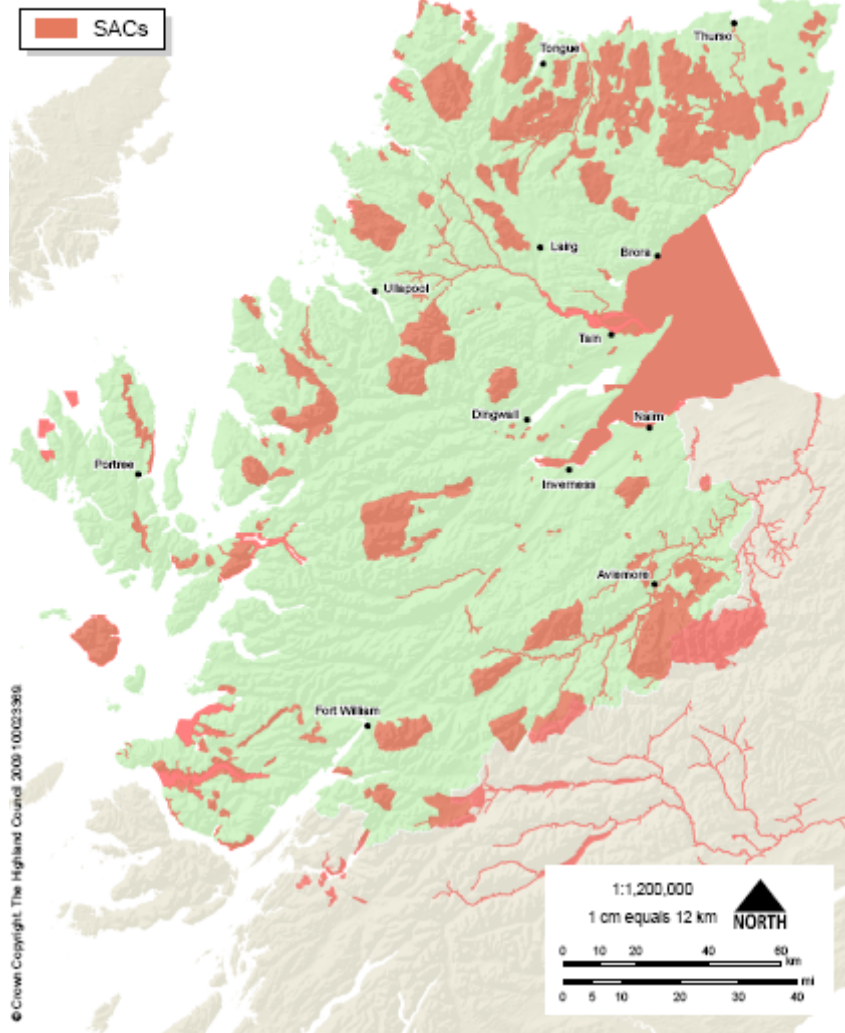 SACs
Thurso
Tongue
Lairg
Brora
Ullapool
Tain
Dingwall
Nairn
Portree
Inverness
Aviemore
Fort William
© Crown Copyright. The Highland Council 2009 100023369.
1:1,200,000
1 cm equals 12 km
NORTH
0 10 20 40 60
km
mi
0 5 10 20 30 40